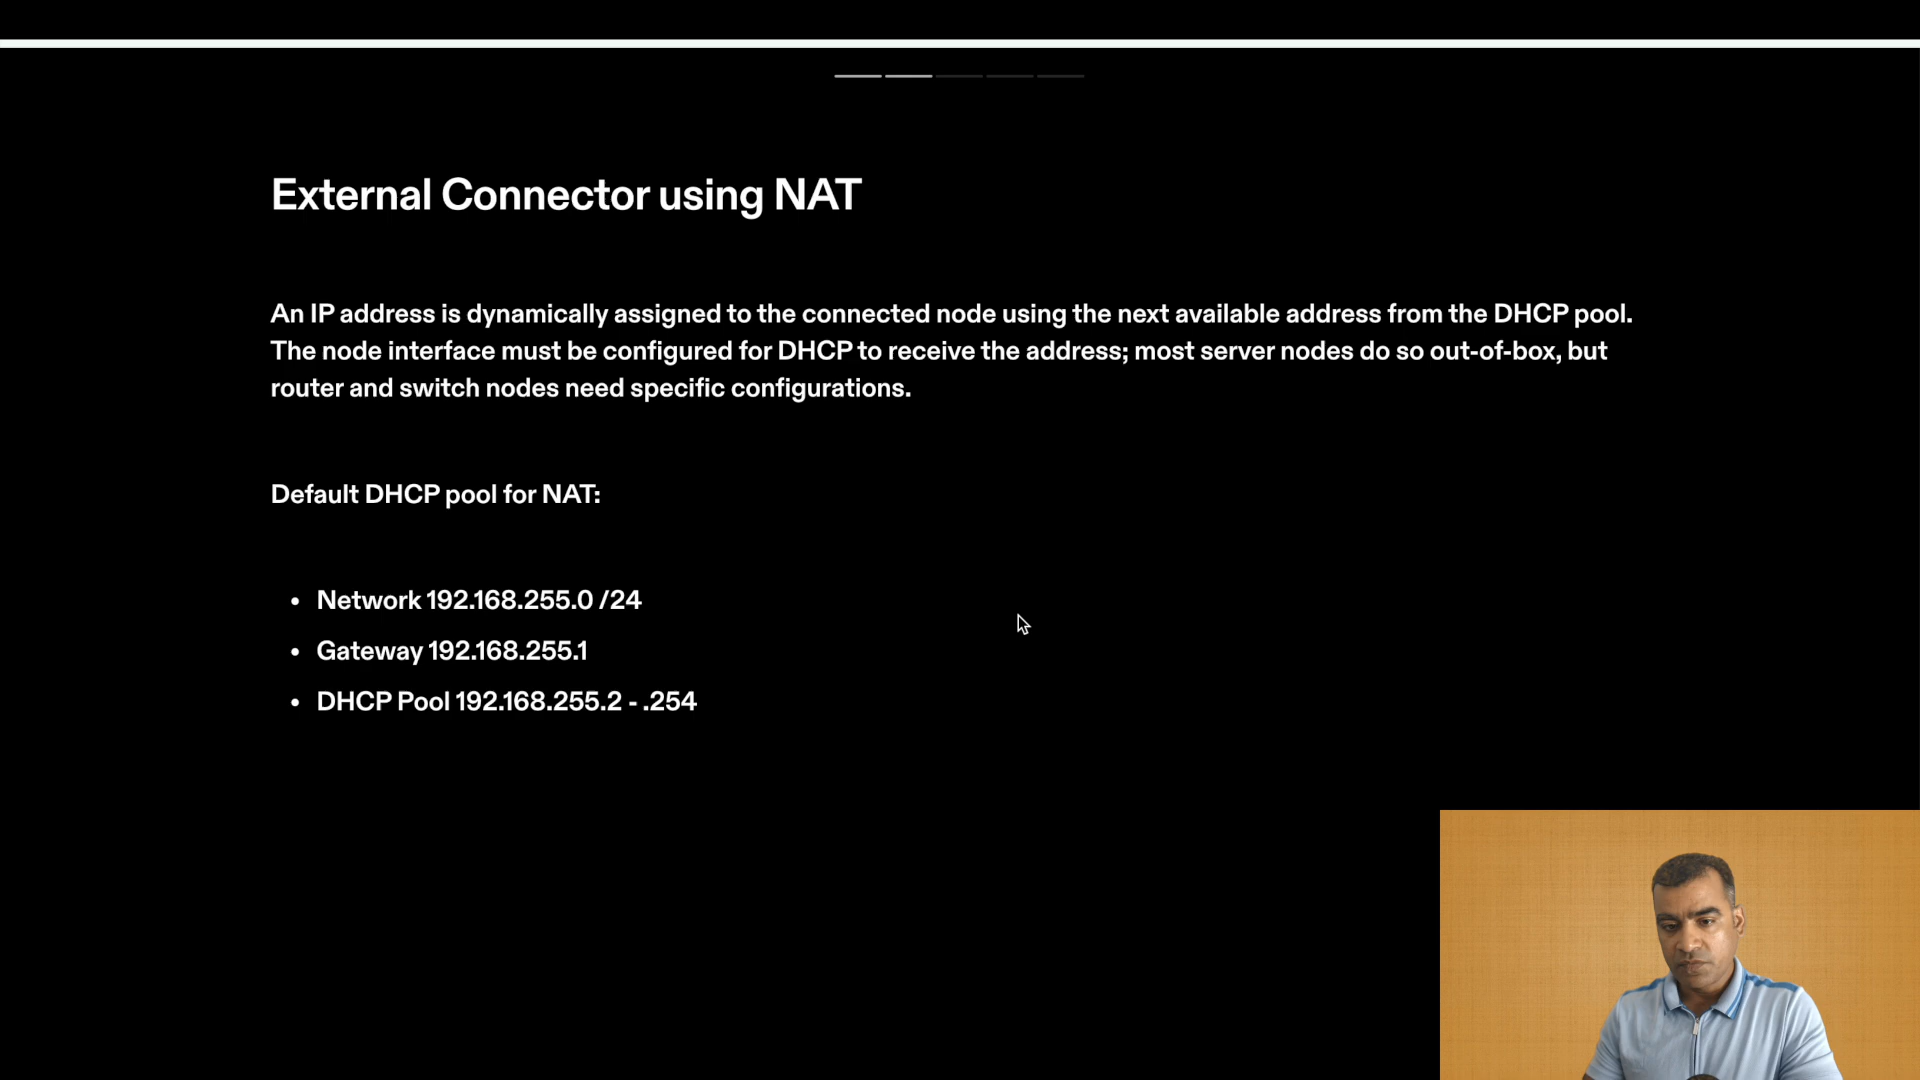 External Connector using NAT
An IP address is dynamically assigned to the connected node using the next available address from the DHCP pool.
The node interface must be configured for DHCP to receive the address; most server nodes do so out-of-box, but
router and switch nodes need specific configurations.
Default DHCP pool for NAT:
• Network 192.168.255.0 /24
• Gateway 192.168.255.1
• DHCP Pool 192.168.255.2 - .254